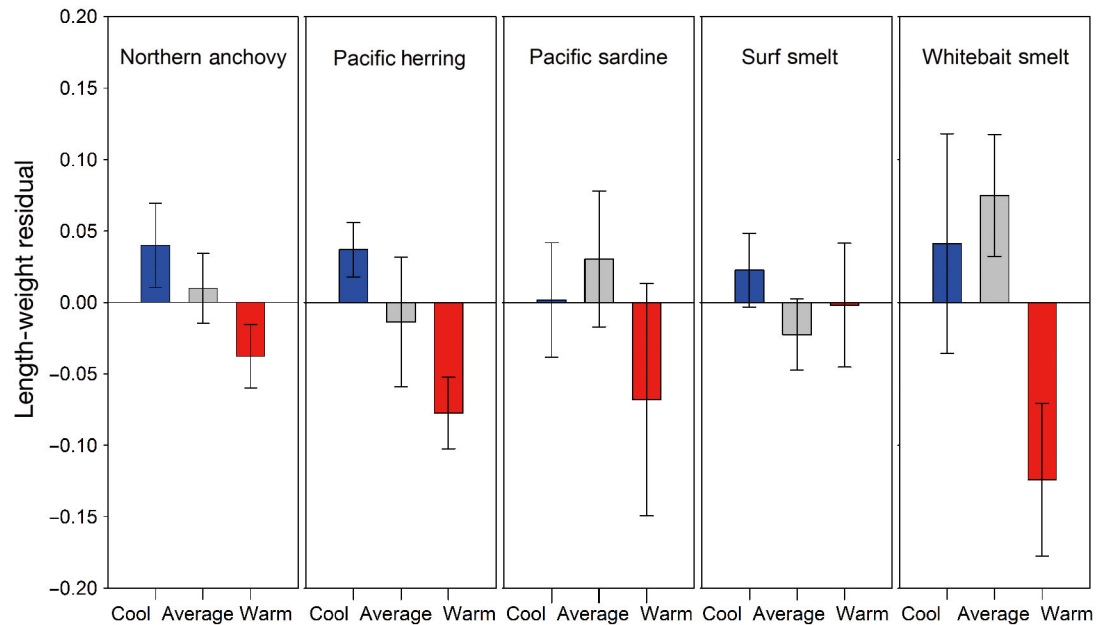 Length-weight residual
0.20
0.15
0.10
0.05
0.00
−0.05
−0.10
−0.15
−0.20
Northern anchovy
Pacific herring
Pacific sardine
Surf smelt
Whitebait smelt
Cool Average Warm
Cool Average Warm
Cool Average Warm
Cool Average Warm
Cool Average Warm